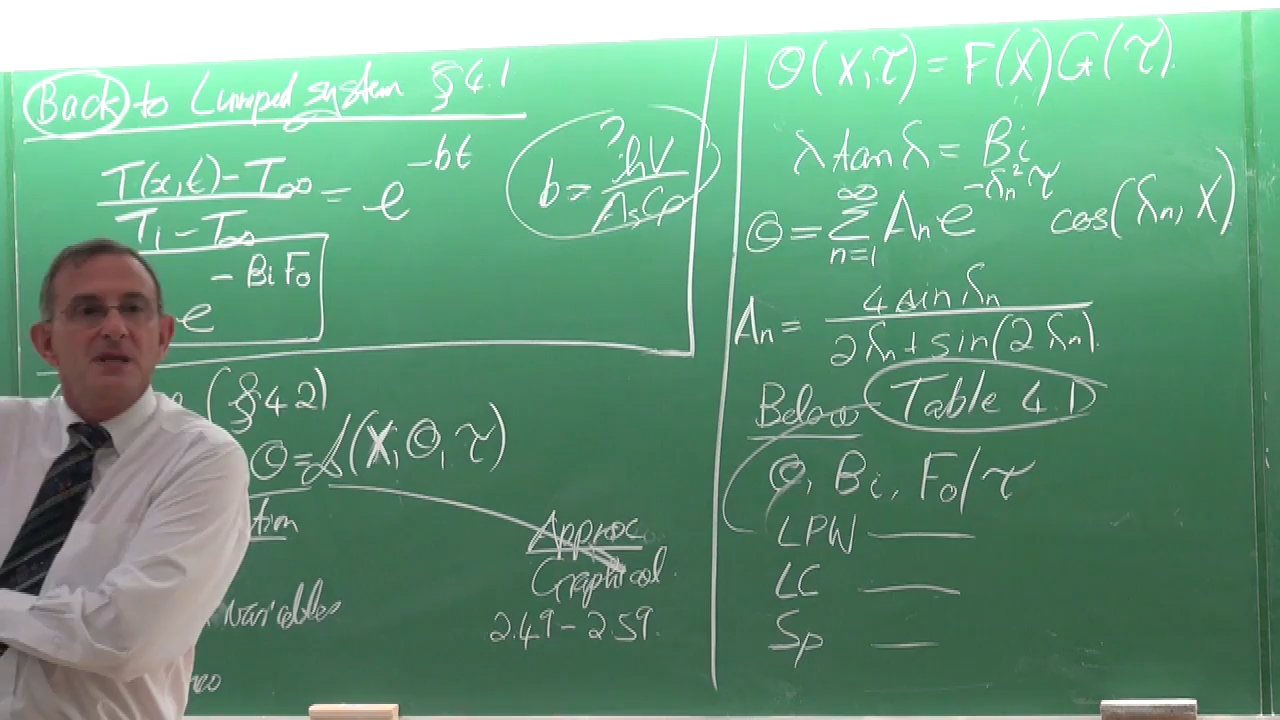 Back to Lumped system §4.1
T(x,t)-T∞ / Ti-T∞ = e^-bt
b = ? hV / As Cp
e^-Bi Fo
(§4.2)
Θ = f(X, Θ, τ)
variables
Approx
Graphical.
2.49-2.59.
Θ(X,τ) = F(X)G(τ).
λ tan λ = Bi
Θ = ∑ n=1 ∞ An e^-λn²τ cos(λn, X)
An = 4 sin λn / 2λn + sin(2λn).
Below Table 4.1
Θ, Bi, Fo/τ
LPW —
LC —
Sp —